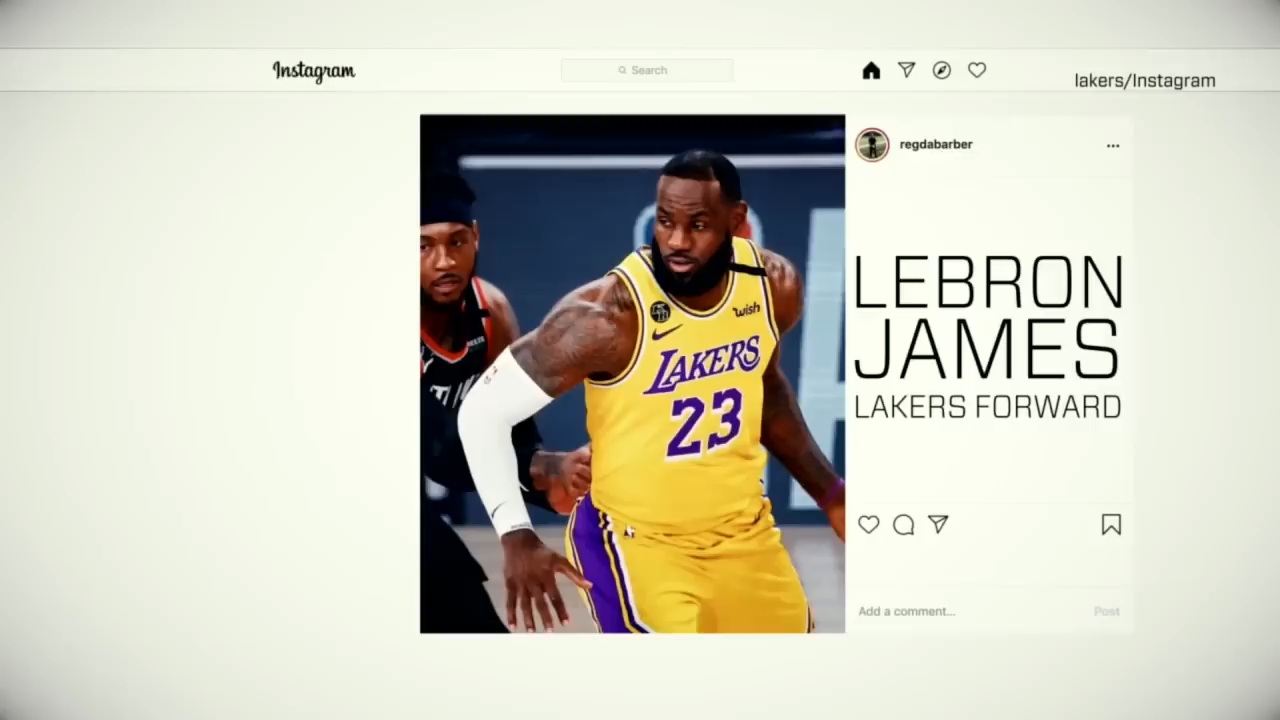 Instagram
Search
lakers/Instagram
regdabarber
LEBRON
JAMES
LAKERS FORWARD
wish
LAKERS
23
Add a comment...
Post